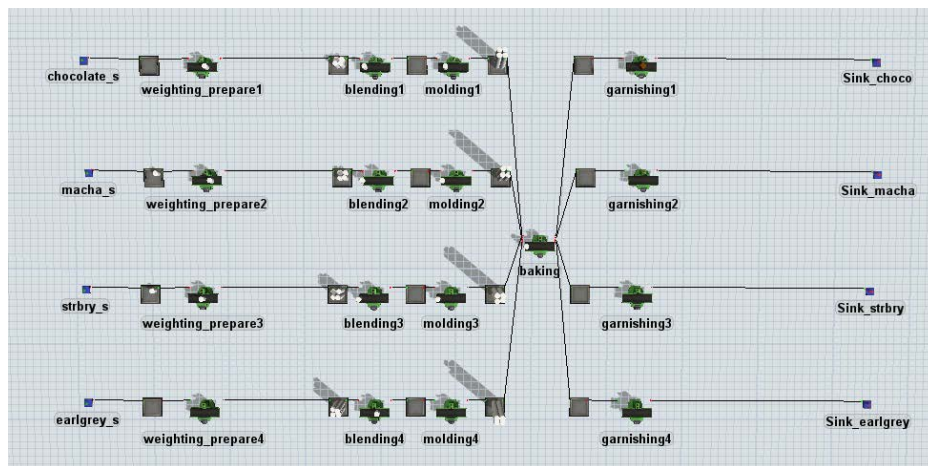 chocolate_s
weighting_prepare1
blending1
molding1
garnishing1
Sink_choco
macha_s
weighting_prepare2
blending2
molding2
garnishing2
Sink_macha
baking
strbry_s
weighting_prepare3
blending3
molding3
garnishing3
Sink_strbry
earlgrey_s
weighting_prepare4
blending4
molding4
garnishing4
Sink_earlgrey